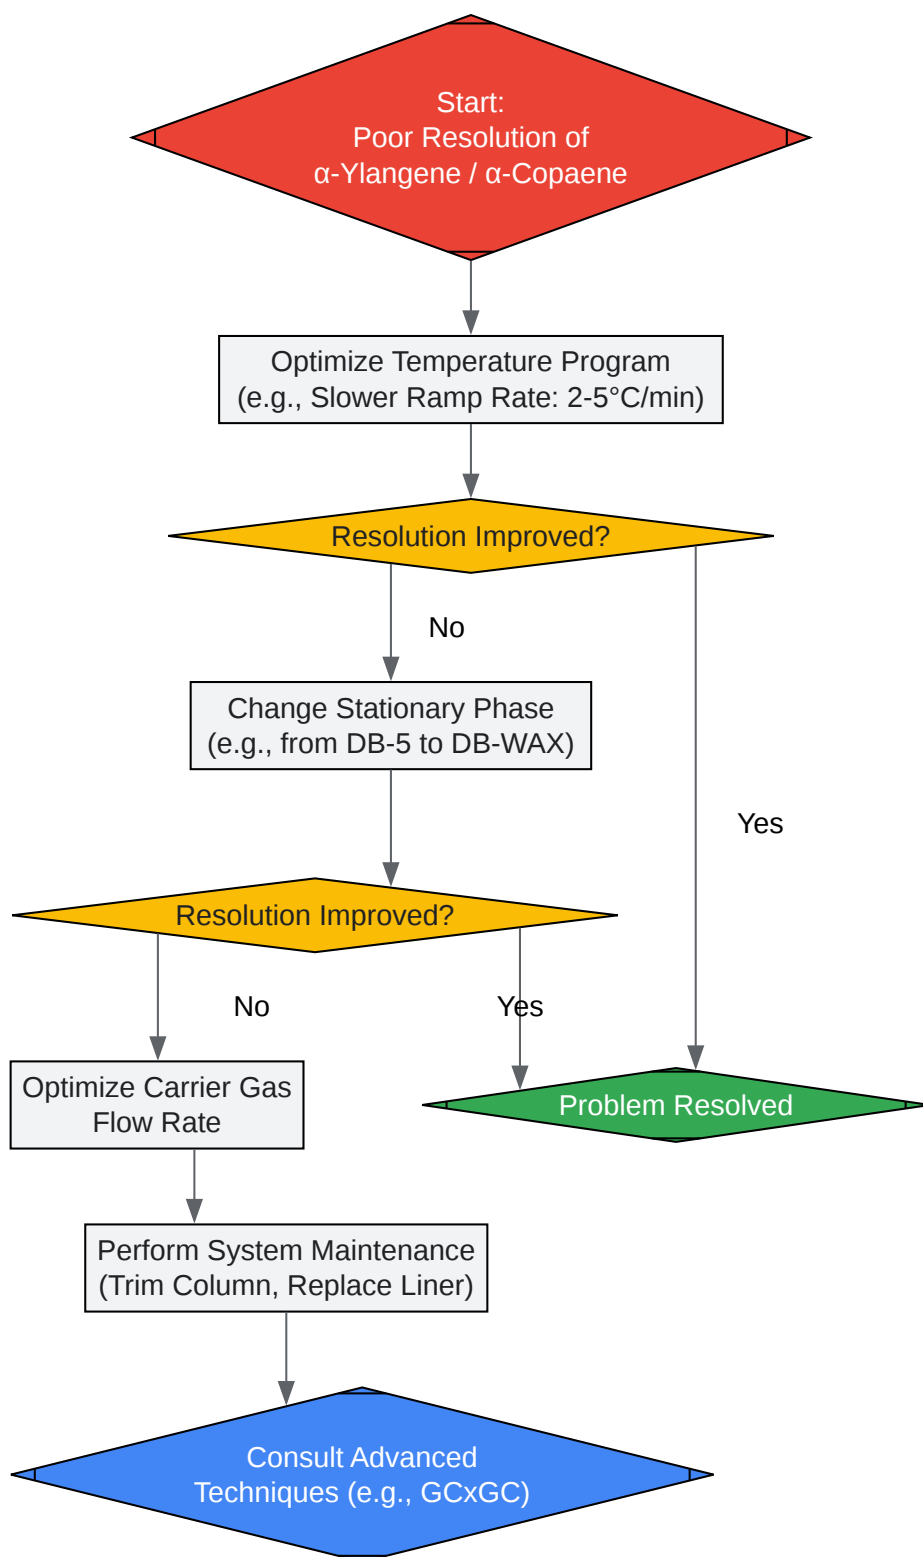 Start:
Poor Resolution of
α-Ylangene / α-Copaene
Optimize Temperature Program
(e.g., Slower Ramp Rate: 2-5°C/min)
Resolution Improved?
No
Change Stationary Phase
(e.g., from DB-5 to DB-WAX)
Yes
Resolution Improved?
No
Yes
Optimize Carrier Gas
Flow Rate
Problem Resolved
Perform System Maintenance
(Trim Column, Replace Liner)
Consult Advanced
Techniques (e.g., GCxGC)